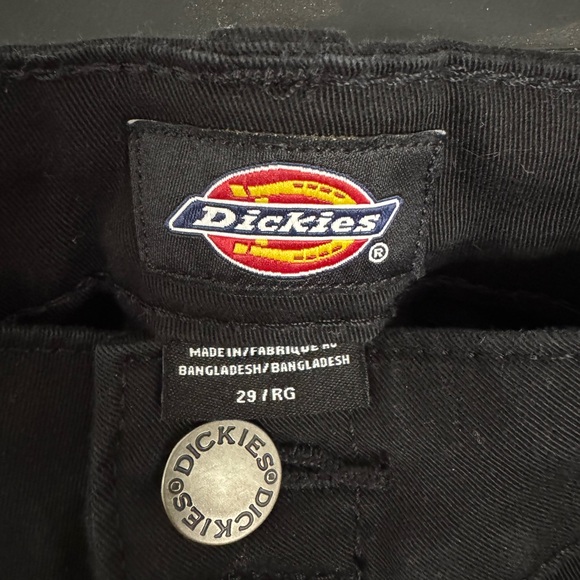 Dickies
®
MADE IN/FABRIQUE AU
BANGLADESH/BANGLADESH
29 / RG
DICKIES DICKIES